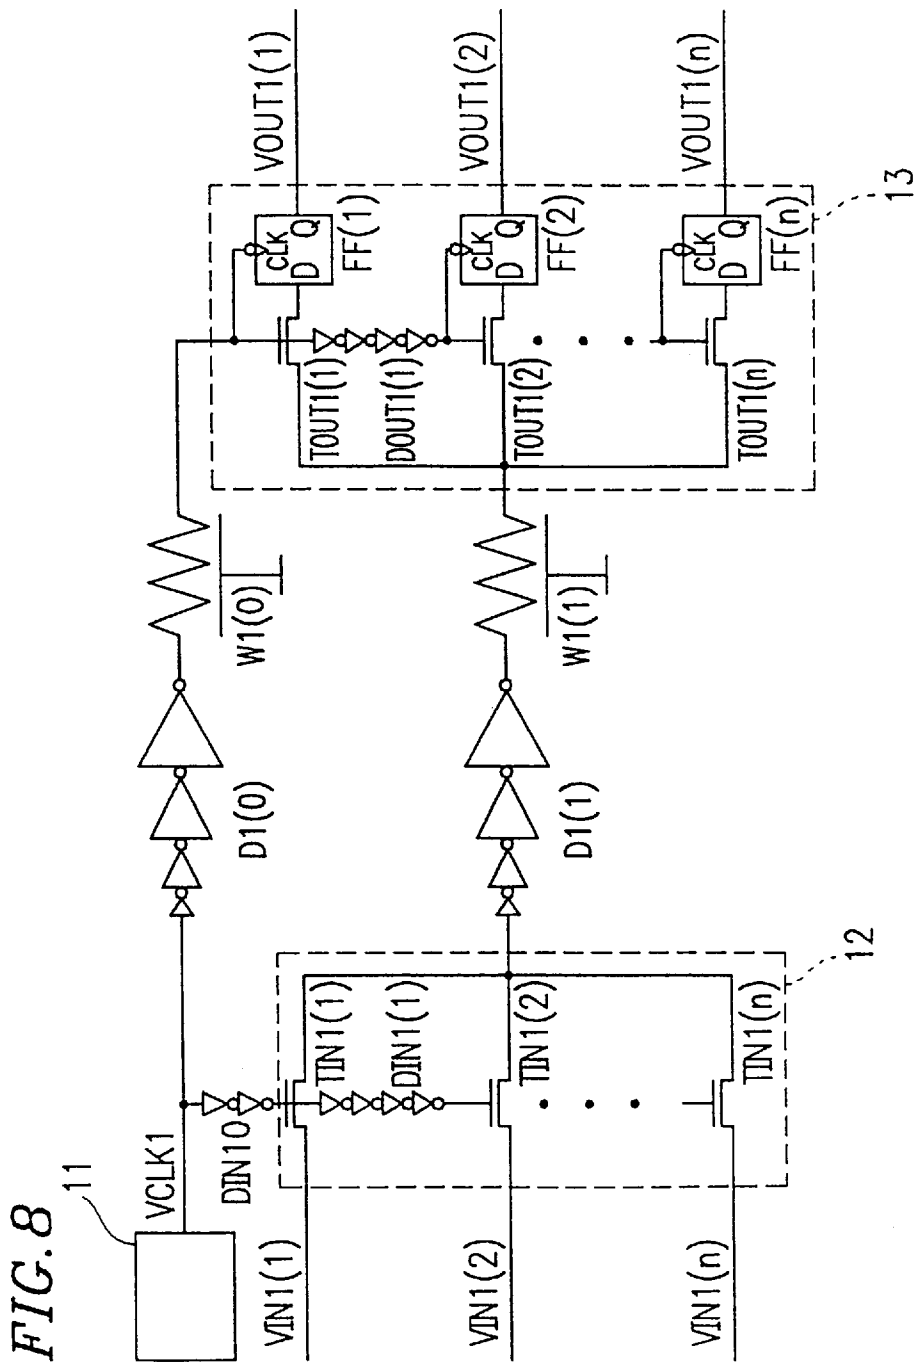 FIG.8
11
VCLK1
DIN10
VIN1(1)
VIN1(2)
VIN1(n)
TIN1(1)
DIN1(1)
TIN1(2)
TIN1(n)
12
D1(0)
D1(1)
W1(0)
W1(1)
TOUT1(1)
DOUT1(1)
TOUT1(2)
TOUT1(n)
CLK
D Q
FF(1)
CLK
D Q
FF(2)
CLK
D Q
FF(n)
13
VOUT1(1)
VOUT1(2)
VOUT1(n)